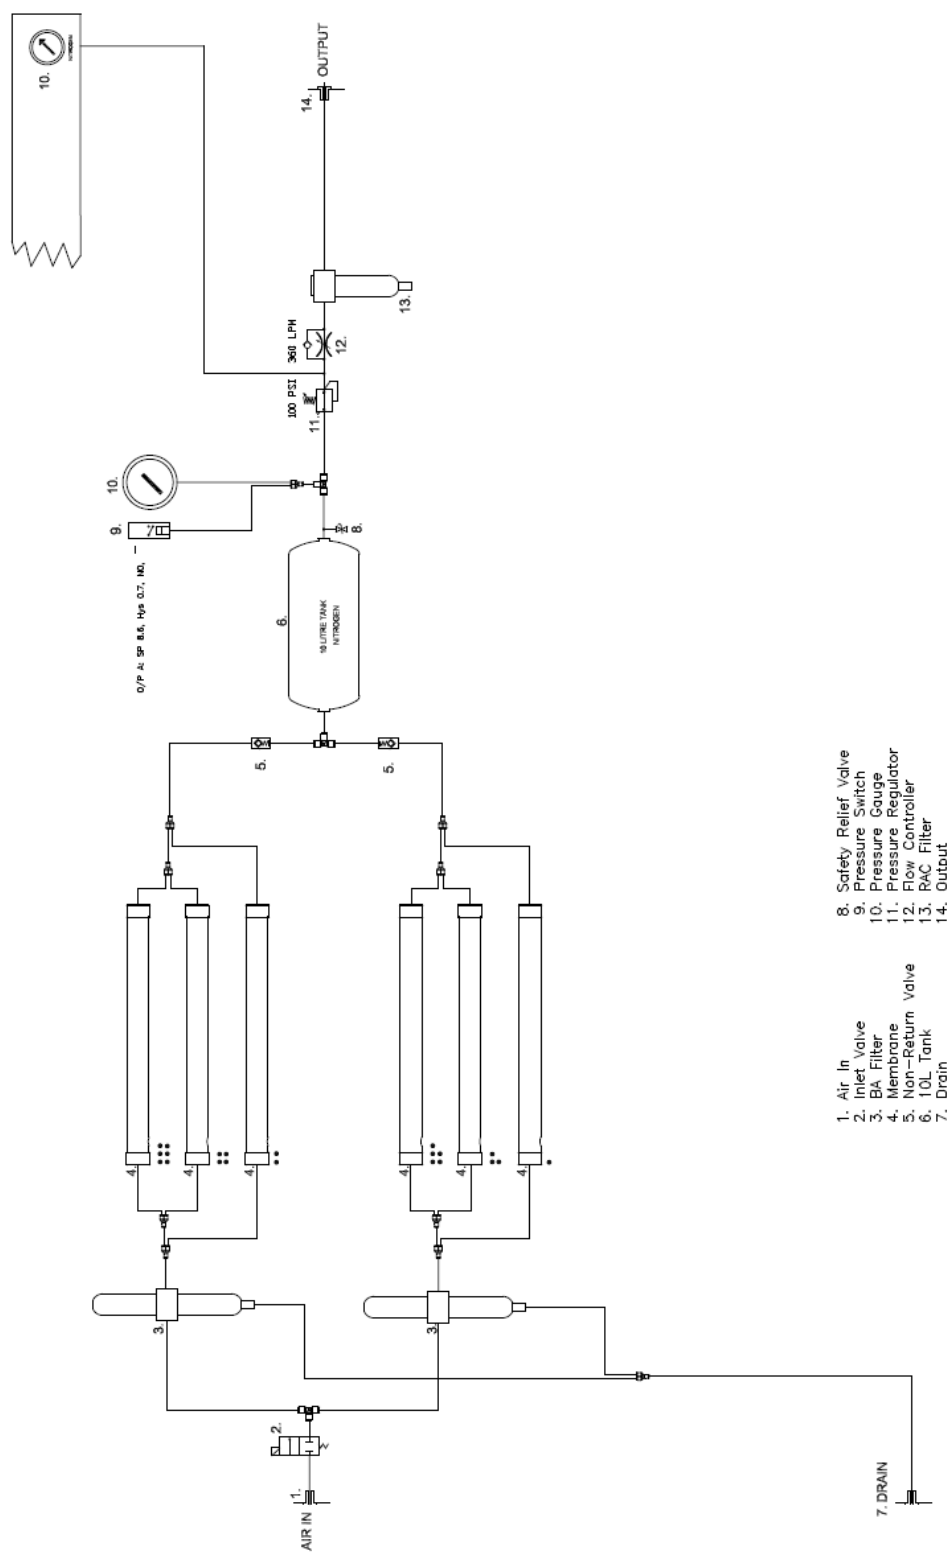 10.
NITROGEN
14.
OUTPUT
13.
360 LPM
12.
100 PSI
11.
10.
9.
8.
O/P A: SP 8.6, Hys 0.7, NO,
6.
10 LITRE TANK
NITROGEN
5.
5.
4.
4.
4.
4.
4.
4.
3.
3.
2.
1.
AIR IN
7. DRAIN
1. Air In
2. Inlet Valve
3. BA Filter
4. Membrane
5. Non-Return Valve
6. 10L Tank
7. Drain
8. Safety Relief Valve
9. Pressure Switch
10. Pressure Gauge
11. Pressure Regulator
12. Flow Controller
13. RAC Filter
14. Output